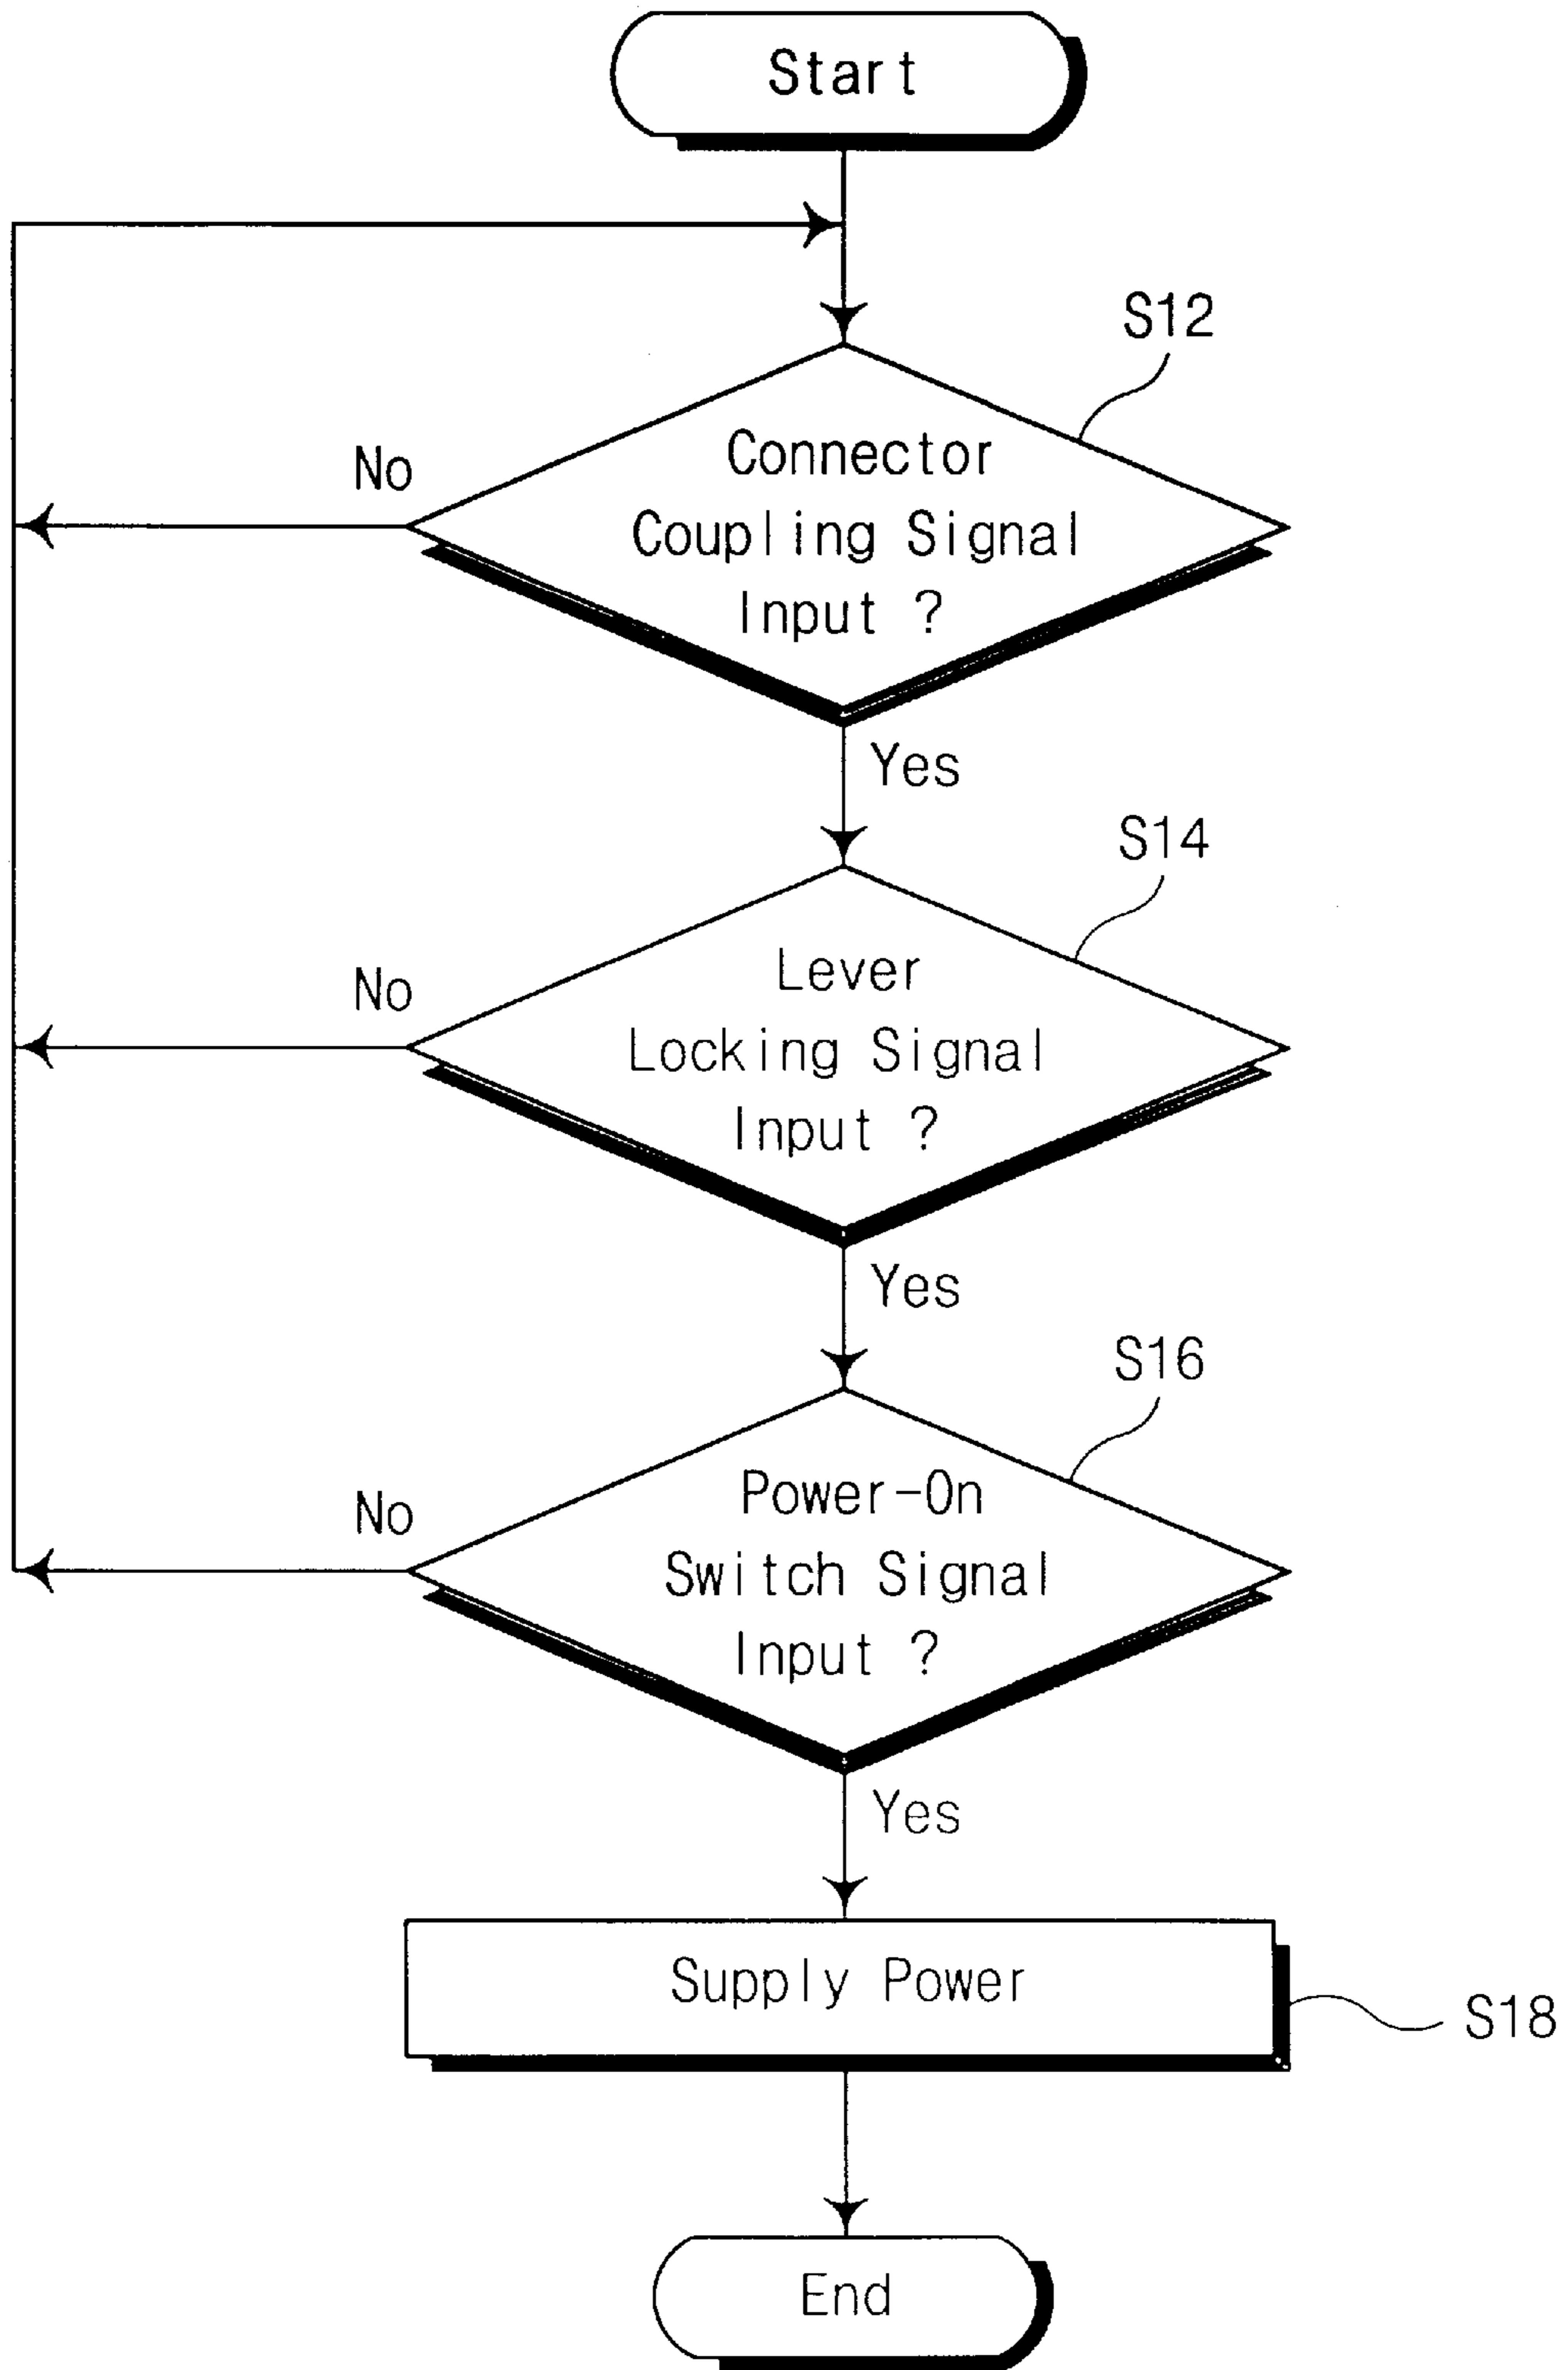 Start
S12
Connector
No
Coupling Signal
Input ?
Yes
S14
Lever
No
Locking Signal
Input ?
Yes
S16
Power-On
No
Switch Signal
Input ?
Yes
Supply Power
S18
End